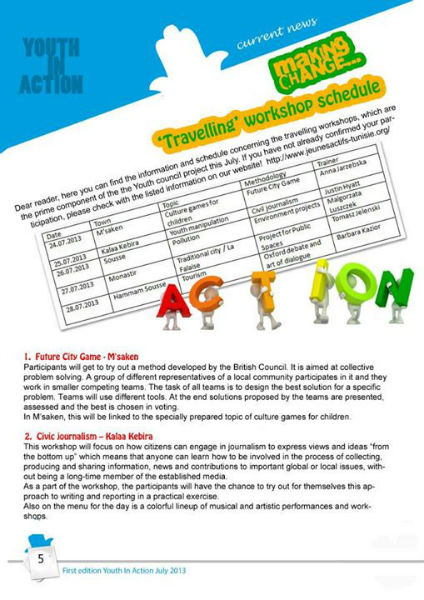 YOUTH
IN
ACTION
current news
making
CHANGE...
'Travelling' workshop schedule
Dear reader, here you can find the information and schedule concerning the travelling workshops, which are
the prime component of the the Youth council project this July. If you have not already confirmed your par-
ticipation, please check with the listed information on our website! http://www.jeunesactifs-tunisie.org/
Date Town Topic Methodology Trainer
24.07.2013 M'saken Culture games for children Future City Game Anna Jarzebska
25.07.2013 Kalaa Kebira Youth manipulation Civil journalism Justin Hyatt
26.07.2013 Sousse Pollution Environment projects Malgorzata Luszczek
27.07.2013 Monastir Traditional city / La Falaise Project for Public Spaces Tomasz Jelenski
28.07.2013 Hammam Sousse Tourism Oxford debate and art of dialogue Barbara Kazior
ACTION
1. Future City Game - M'saken
Participants will get to try out a method developed by the British Council. It is aimed at collective
problem solving. A group of different representatives of a local community participates in it and they
work in smaller competing teams. The task of all teams is to design the best solution for a specific
problem. Teams will use different tools. At the end solutions proposed by the teams are presented,
assessed and the best is chosen in voting.
In M'saken, this will be linked to the specially prepared topic of culture games for children.
2. Civic journalism – Kalaa Kebira
This workshop will focus on how citizens can engage in journalism to express views and ideas "from
the bottom up" which means that anyone can learn how to be involved in the process of collecting,
producing and sharing information, news and contributions to important global or local issues, with-
out being a long-time member of the established media.
As a part of the workshop, the participants will have the chance to try out for themselves this ap-
proach to writing and reporting in a practical exercise.
Also on the menu for the day is a colorful lineup of musical and artistic performances and work-
shops.
5
First edition Youth In Action July 2013